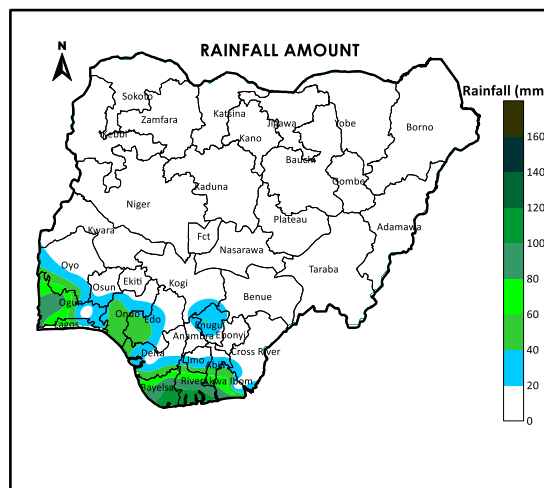 RAINFALL AMOUNT
N
Rainfall (mm
Sokoto
Katsina
Zamfara
Jigawa
Yobe
Borno
Kebbi
Kano
Bauchi
Gombe
Kaduna
Niger
Plateau
Adamawa
Kwara
Fct
Nasarawa
Taraba
Oyo
Osun
Ekiti
Kogi
Benue
Ogun
Ondo
Edo
Enugu
Lagos
Anambra
Ebonyi
Delta
Cross River
Imo
Abia
Bayelsa
Rivers
Akwa Ibom
160
140
120
100
80
60
40
20
0